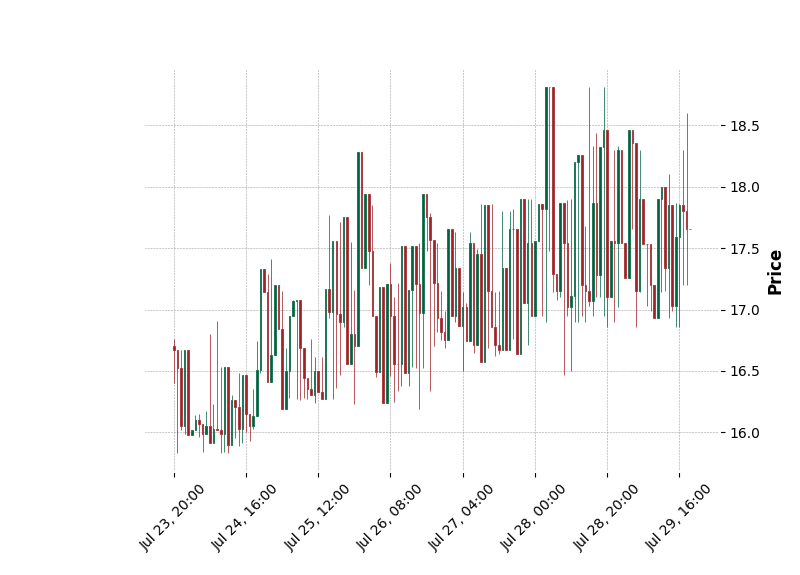 18.5
18.0
17.5
17.0
16.5
16.0
Price
Jul 23, 20:00
Jul 24, 16:00
Jul 25, 12:00
Jul 26, 08:00
Jul 27, 04:00
Jul 28, 00:00
Jul 28, 20:00
Jul 29, 16:00